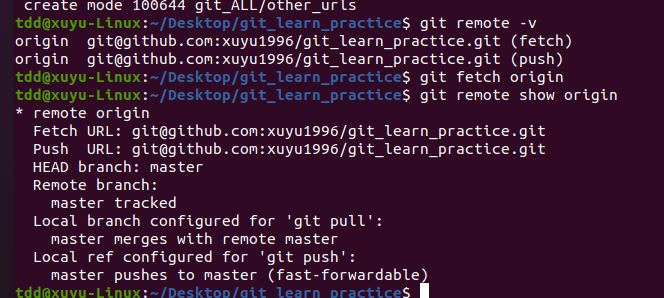 create mode 100644 git_ALL/other_urls
tdd@xuyu-Linux:~/Desktop/git_learn_practice$ git remote -v
origin  git@github.com:xuyu1996/git_learn_practice.git (fetch)
origin  git@github.com:xuyu1996/git_learn_practice.git (push)
tdd@xuyu-Linux:~/Desktop/git_learn_practice$ git fetch origin
tdd@xuyu-Linux:~/Desktop/git_learn_practice$ git remote show origin
* remote origin
  Fetch URL: git@github.com:xuyu1996/git_learn_practice.git
  Push  URL: git@github.com:xuyu1996/git_learn_practice.git
  HEAD branch: master
  Remote branch:
    master tracked
  Local branch configured for 'git pull':
    master merges with remote master
  Local ref configured for 'git push':
    master pushes to master (fast-forwardable)
tdd@xuyu-Linux:~/Desktop/git_learn_practice$